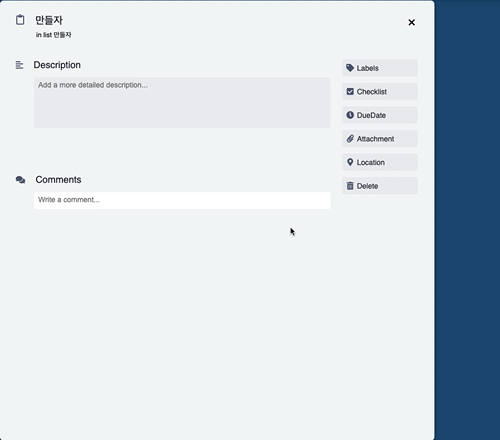 만들자
in list 만들자
Description
Add a more detailed description...
Comments
Write a comment...
Labels
Checklist
DueDate
Attachment
Location
Delete